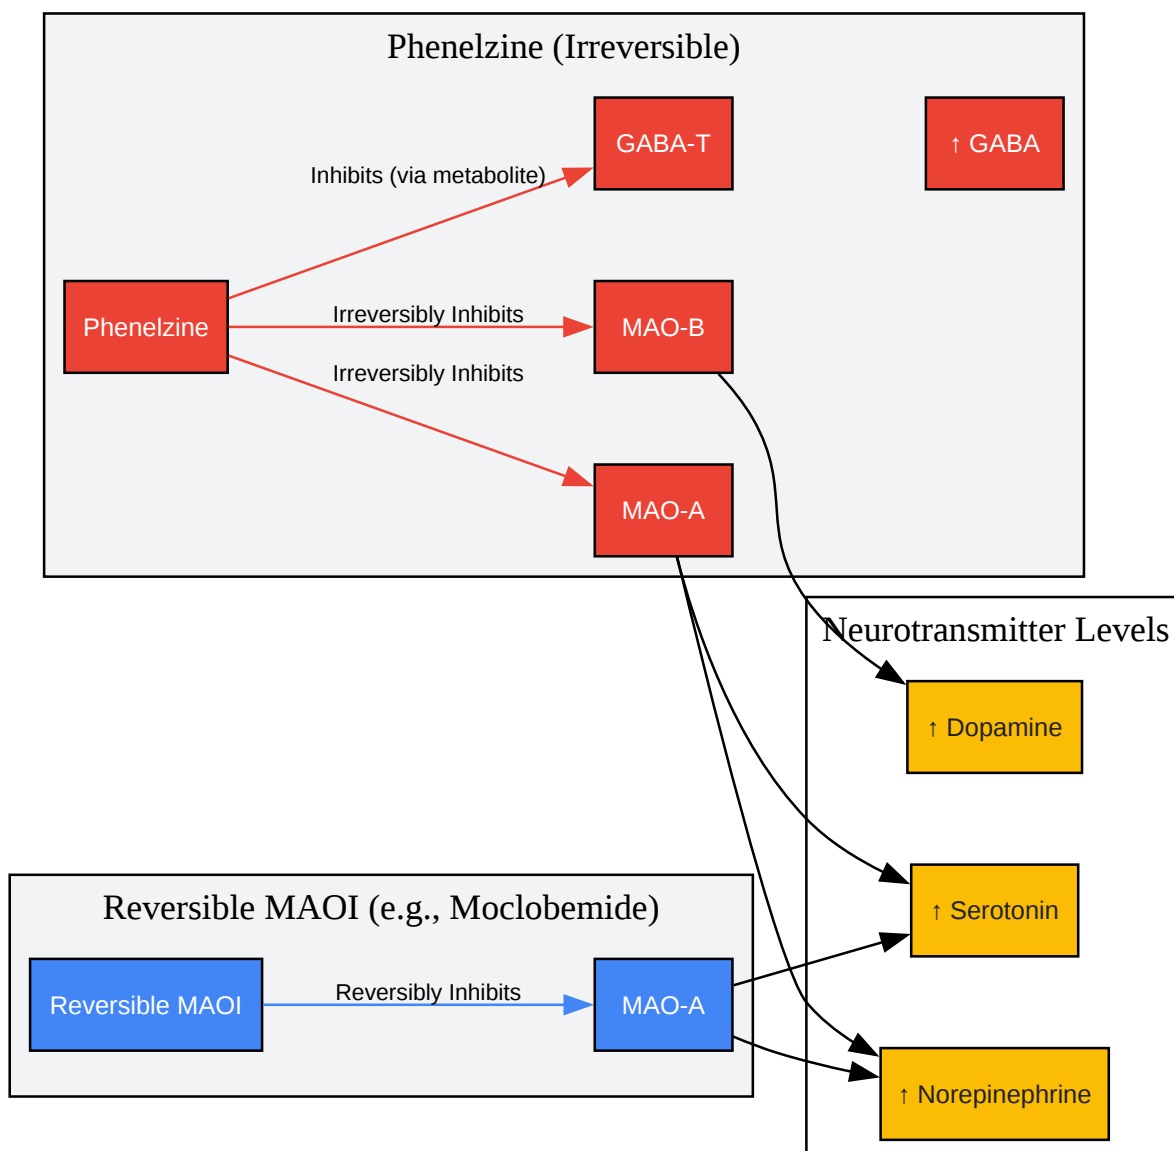 Phenelzine (Irreversible)
GABA-T
↑ GABA
Inhibits (via metabolite)
Phenelzine
Irreversibly Inhibits
MAO-B
Irreversibly Inhibits
MAO-A
Neurotransmitter Levels
↑ Dopamine
↑ Serotonin
Reversible MAOI (e.g., Moclobemide)
Reversible MAOI
Reversibly Inhibits
MAO-A
↑ Norepinephrine